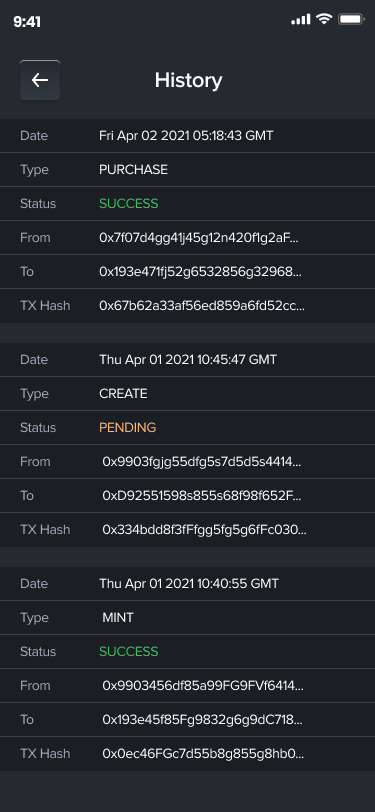 9:41
History
Date Fri Apr 02 2021 05:18:43 GMT
Type PURCHASE
Status SUCCESS
From 0x7f07d4gg41j45g12n420f1g2aF...
To 0x193e471fj52g6532856g32968...
TX Hash 0x67b62a33af56ed859a6fd52cc...
Date Thu Apr 01 2021 10:45:47 GMT
Type CREATE
Status PENDING
From 0x9903fgjg55dfg5s7d5d5s4414...
To 0xD92551598s855s68f98f652F...
TX Hash 0x334bdd8f3fFfgg5fg5g6fFc030...
Date Thu Apr 01 2021 10:40:55 GMT
Type MINT
Status SUCCESS
From 0x9903456df85a99FG9FVf6414...
To 0x193e45f85Fg9832g6g9dC718...
TX Hash 0x0ec46FGc7d55b8g855g8hb0...